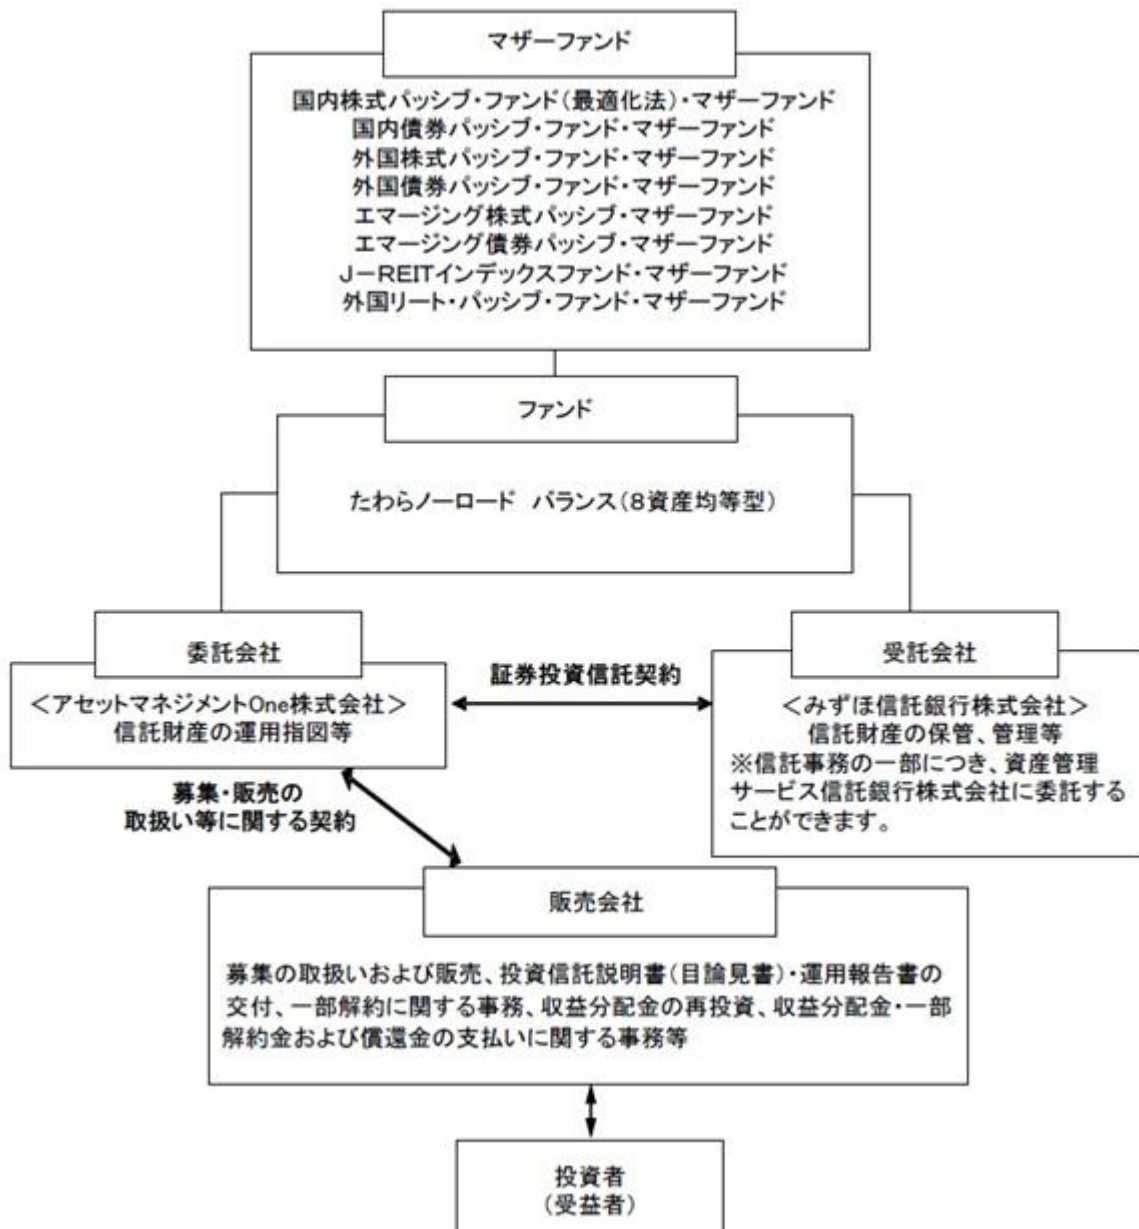 マザーファンド
国内株式パッシブ・ファンド(最適化法)・マザーファンド
国内債券パッシブ・ファンド・マザーファンド
外国株式パッシブ・ファンド・マザーファンド
外国債券パッシブ・ファンド・マザーファンド
エマージング株式パッシブ・マザーファンド
エマージング債券パッシブ・マザーファンド
J-REITインデックスファンド・マザーファンド
外国リート・パッシブ・ファンド・マザーファンド
ファンド
たわらノーロード バランス(8資産均等型)
委託会社
<アセットマネジメントOne株式会社>
信託財産の運用指図等
証券投資信託契約
受託会社
<みずほ信託銀行株式会社>
信託財産の保管、管理等
※信託事務の一部につき、資産管理
サービス信託銀行株式会社に委託する
ことができます。
募集・販売の
取扱い等に関する契約
販売会社
募集の取扱いおよび販売、投資信託説明書(目論見書)・運用報告書の
交付、一部解約に関する事務、収益分配金の再投資、収益分配金・一部
解約金および償還金の支払いに関する事務等
投資者
(受益者)